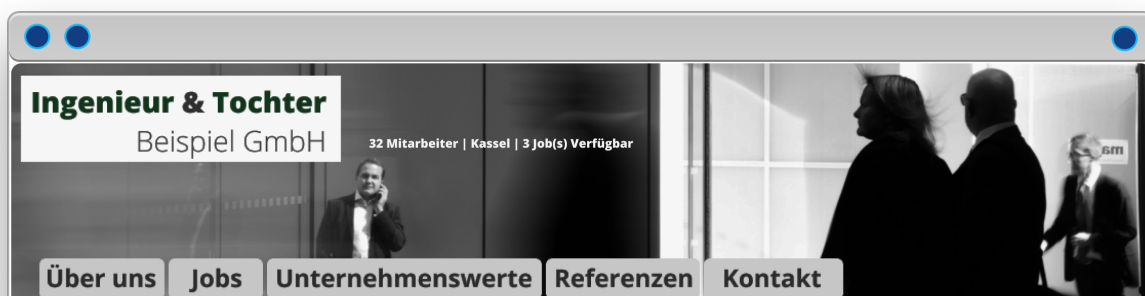 Ingenieur & Tochter
Beispiel GmbH
32 Mitarbeiter | Kassel | 3 Job(s) Verfügbar
Über uns
Jobs
Unternehmenswerte
Referenzen
Kontakt